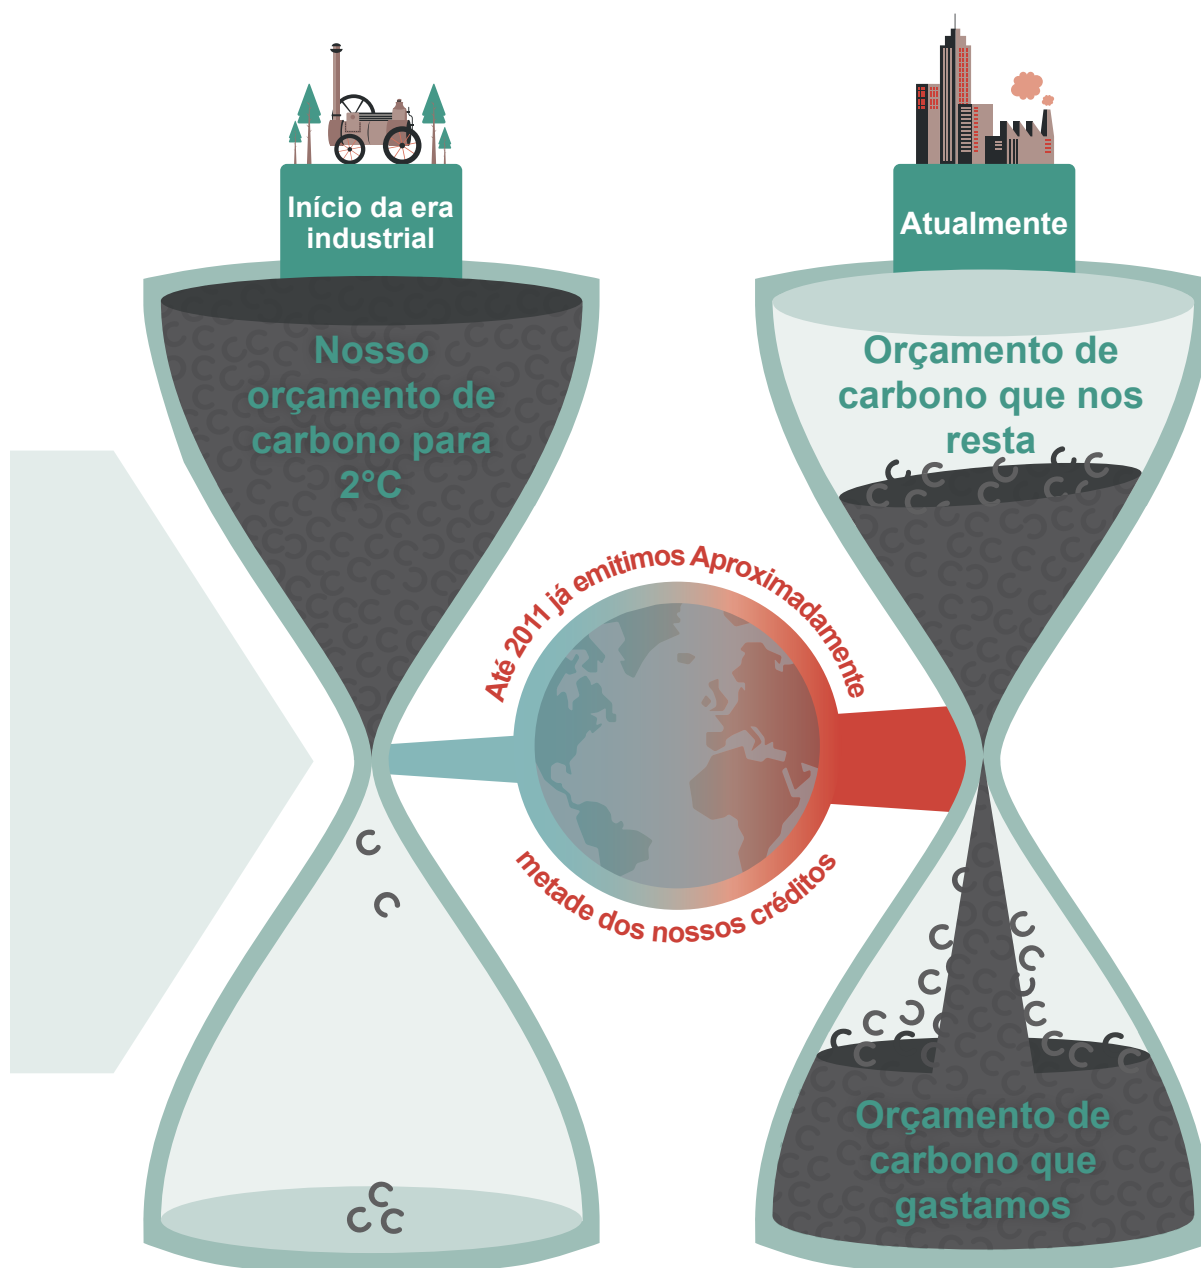 Início da era
industrial
Nosso
orçamento de
carbono para
2°C
Até 2011 já emitimos Aproximadamente
metade dos nossos créditos
Atualmente
Orçamento de
carbono que nos
resta
Orçamento de
carbono que
gastamos